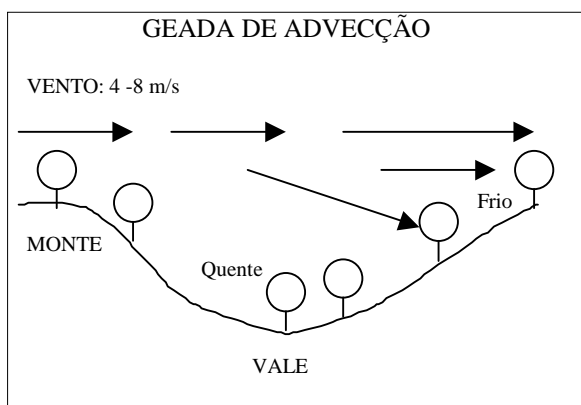 GEADA DE ADVECÇÃO
VENTO: 4 -8 m/s
Frio
MONTE
Quente
VALE